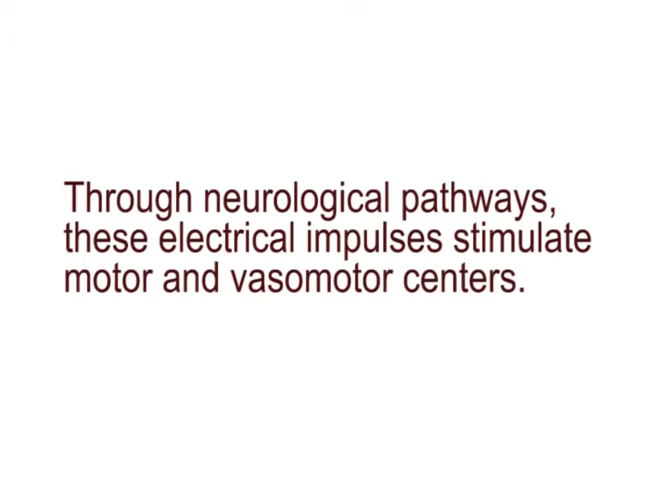 Through neurological pathways,
these electrical impulses stimulate
motor and vasomotor centers.